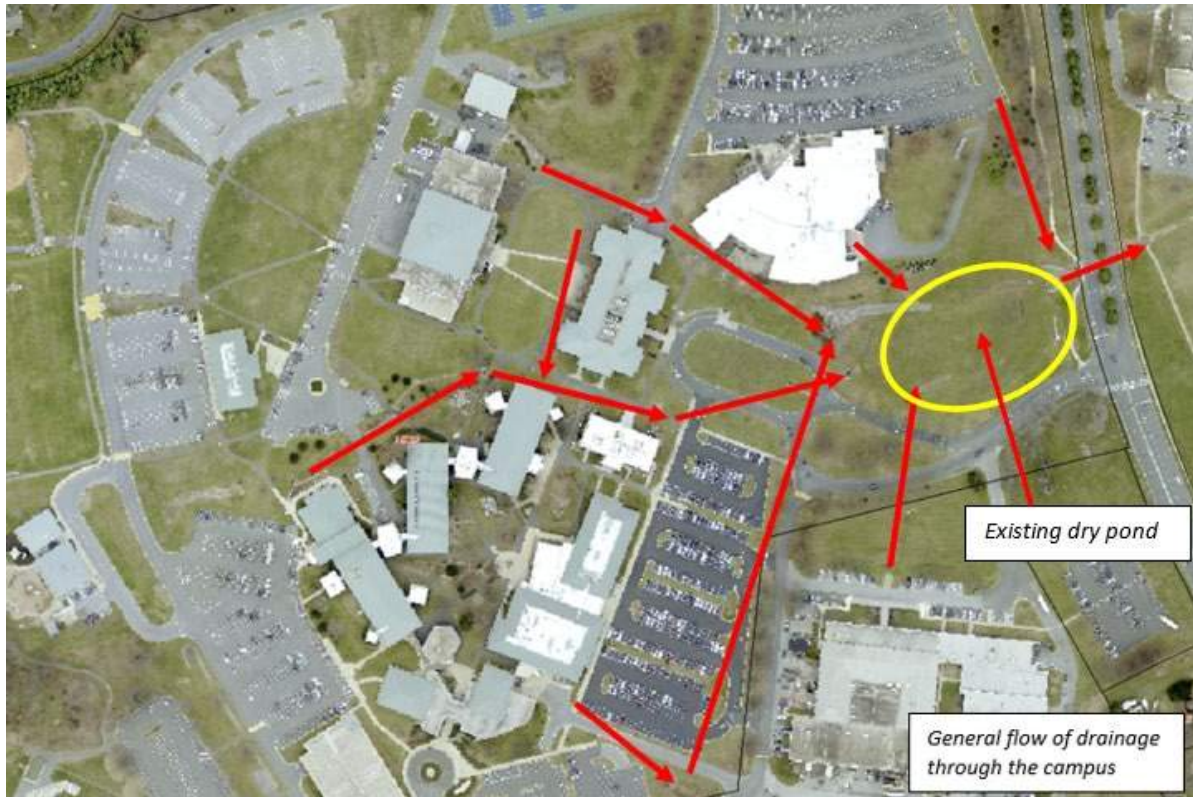 Existing dry pond
General flow of drainage
through the campus